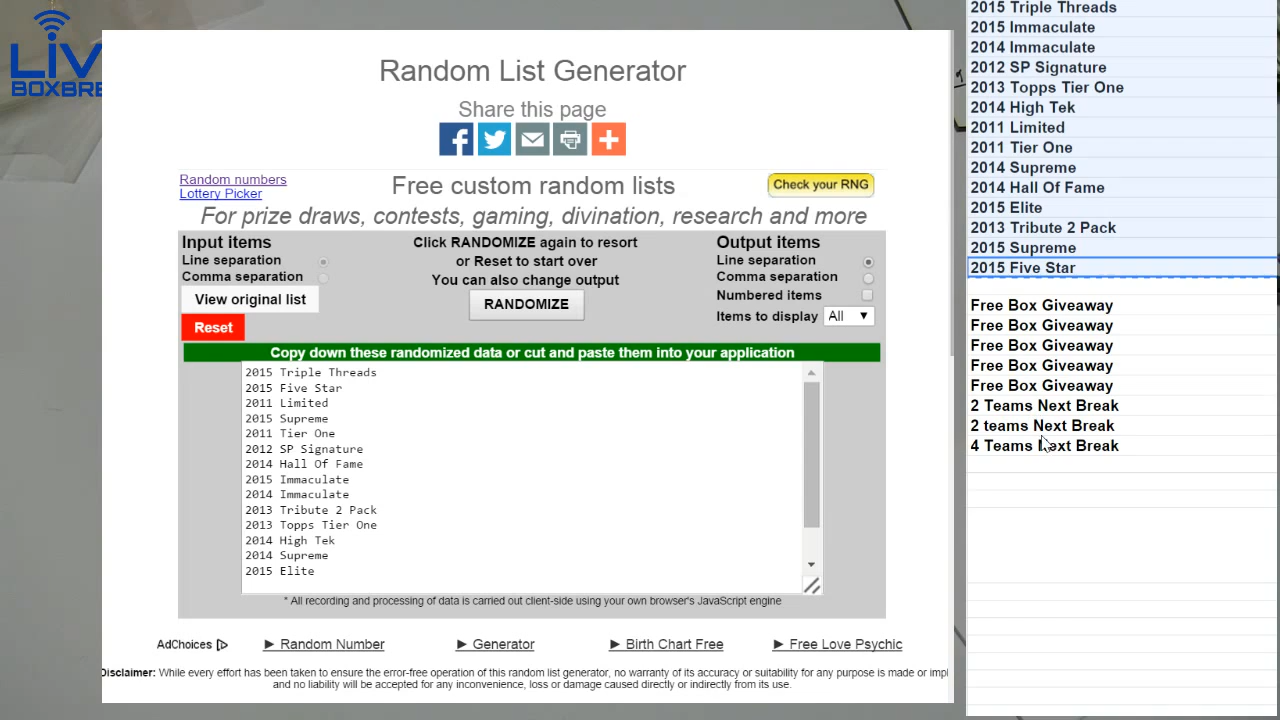 LIV
BOXBRE
Random List Generator
Share this page
Random numbers
Lottery Picker
Free custom random lists
Check your RNG
For prize draws, contests, gaming, divination, research and more
Input items
Line separation
Comma separation
View original list
Reset
Click RANDOMIZE again to resort
or Reset to start over
You can also change output
RANDOMIZE
Output items
Line separation
Comma separation
Numbered items
Items to display All
Copy down these randomized data or cut and paste them into your application
2015 Triple Threads
2015 Five Star
2011 Limited
2015 Supreme
2011 Tier One
2012 SP Signature
2014 Hall Of Fame
2015 Immaculate
2014 Immaculate
2013 Tribute 2 Pack
2013 Topps Tier One
2014 High Tek
2014 Supreme
2015 Elite
* All recording and processing of data is carried out client-side using your own browser's JavaScript engine
AdChoices
Random Number
Generator
Birth Chart Free
Free Love Psychic
Disclaimer: While every effort has been taken to ensure the error-free operation of this random list generator, no warranty of its accuracy or suitability for any purpose is made or impl
and no liability will be accepted for any inconvenience, loss or damage caused directly or indirectly from its use.
2015 Triple Threads
2015 Immaculate
2014 Immaculate
2012 SP Signature
2013 Topps Tier One
2014 High Tek
2011 Limited
2011 Tier One
2014 Supreme
2014 Hall Of Fame
2015 Elite
2013 Tribute 2 Pack
2015 Supreme
2015 Five Star
Free Box Giveaway
Free Box Giveaway
Free Box Giveaway
Free Box Giveaway
Free Box Giveaway
2 Teams Next Break
2 teams Next Break
4 Teams Next Break